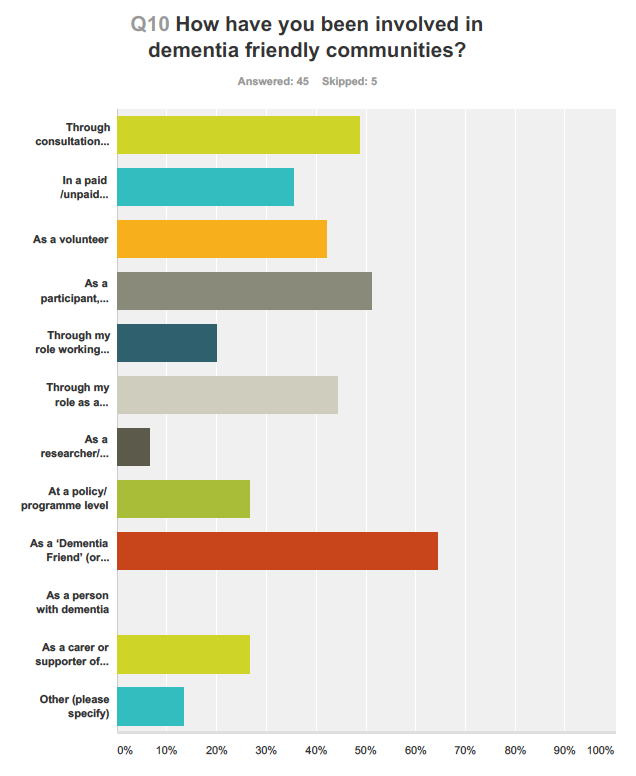 Q10 How have you been involved in
dementia friendly communities?
Answered: 45 Skipped: 5
Through
consultation...
In a paid
/unpaid...
As a volunteer
As a
participant,...
Through my
role working...
Through my
role as a...
As a
researcher/...
At a policy/
programme level
As a ‘Dementia
Friend’ (or...
As a person
with dementia
As a carer or
supporter of...
Other (please
specify)
0% 10% 20% 30% 40% 50% 60% 70% 80% 90% 100%